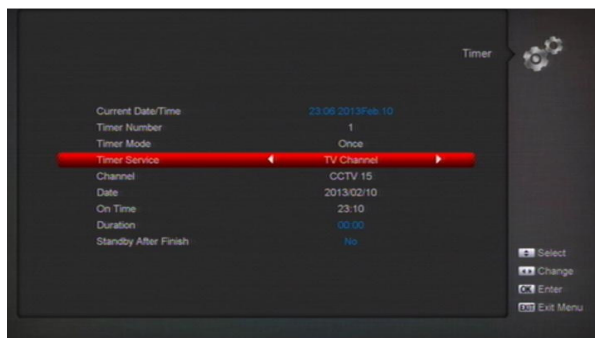 Timer
Current Date/Time 23:06 2013Feb.10
Timer Number 1
Timer Mode Once
Timer Service TV Channel
Channel CCTV 15
Date 2013/02/10
On Time 23:10
Duration 00:00
Standby After Finish No
Select
Change
OK Enter
EXIT Exit Menu